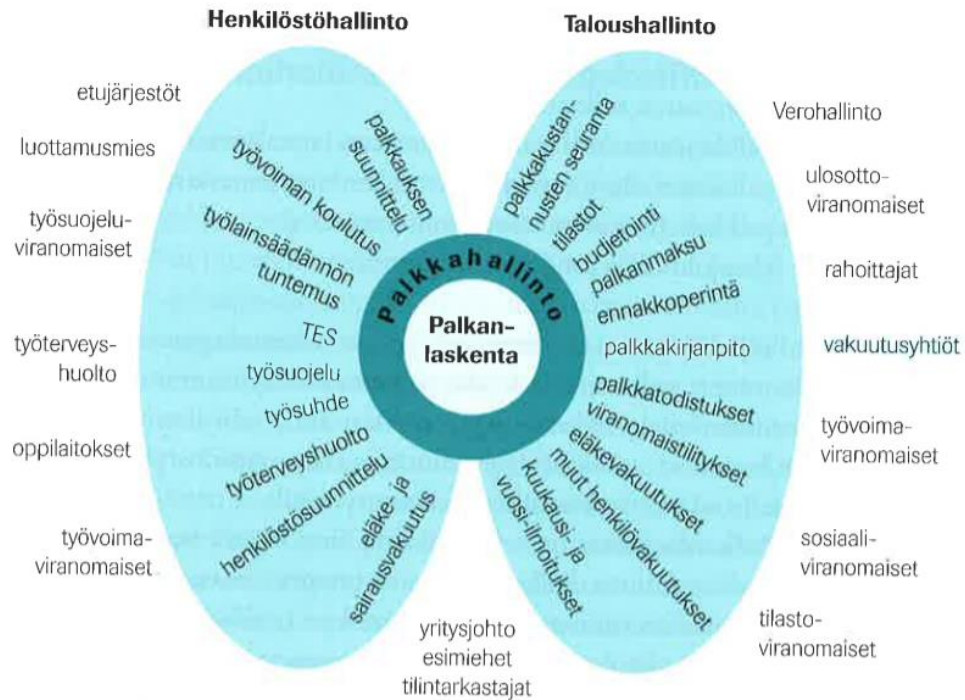 Henkilöstöhallinto
Taloushallinto
etujärjestöt
luottamusmies
työsuojelu-
viranomaiset
työterveys-
huolto
oppilaitokset
työvoima-
viranomaiset
palkkauksen
suunnittelu
työvoiman koulutus
työlainsäädännön
tuntemus
TES
työsuojelu
työsuhde
työterveyshuolto
henkilöstösuunnittelu
eläke- ja
sairausvakuutus
Palkkahallinto
Palkan-
laskenta
palkkakustan-
nusten seuranta
tilastot
budjetointi
palkanmaksu
ennakkoperintä
palkkakirjanpito
palkkatodistukset
viranomaistilitykset
eläkevakuutukset
muut henkilövakuutukset
kuukausi- ja
vuosi-ilmoitukset
Verohallinto
ulosotto-
viranomaiset
rahoittajat
vakuutusyhtiöt
työvoima-
viranomaiset
sosiaali-
viranomaiset
tilasto-
viranomaiset
yritysjohto
esimiehet
tilintarkastajat